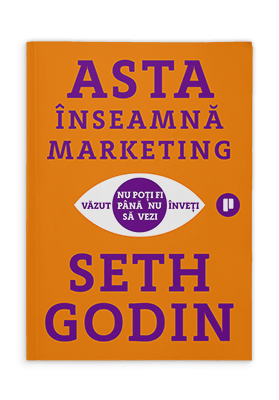 ASTA
ÎNSEAMNĂ
MARKETING
NU POȚI FI
VĂZUT PÂNĂ NU ÎNVEȚI
SĂ VEZI
SETH
GODIN